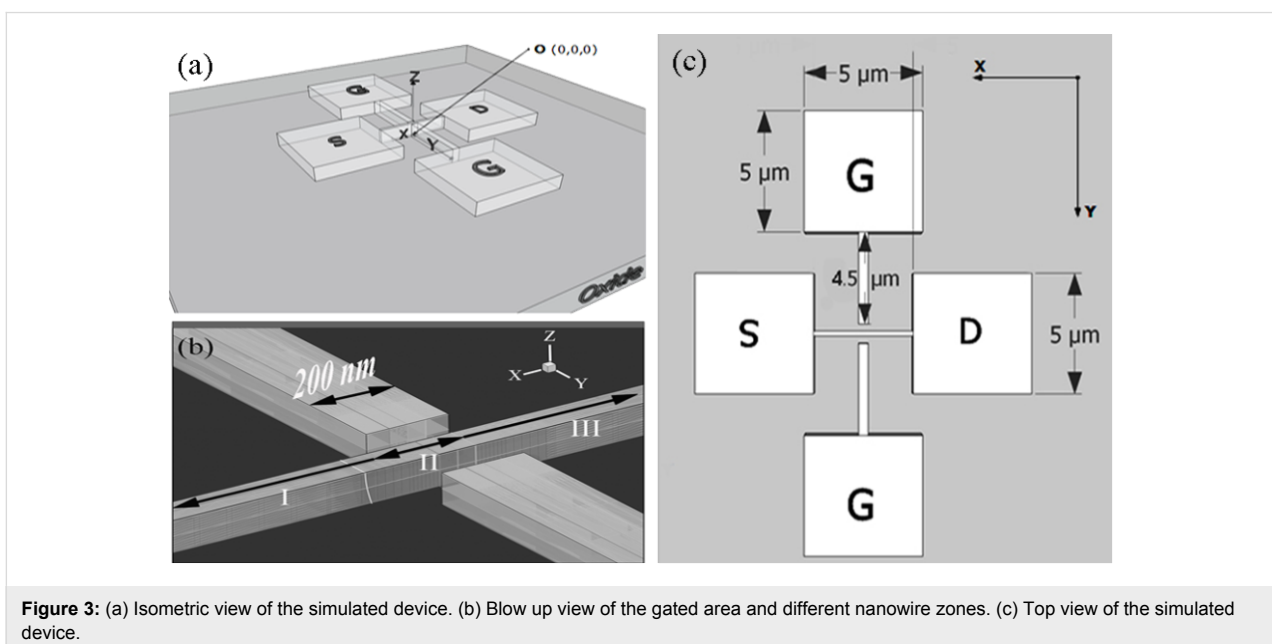 (a)
O (0,0,0)
G
Z
D
S
X
Y
G
Oxide
(b)
200 nm
Z
X
Y
III
II
I
(c)
5 µm
X
5 µm
G
Y
4.5 µm
S
D
5 µm
G
Figure 3: (a) Isometric view of the simulated device. (b) Blow up view of the gated area and different nanowire zones. (c) Top view of the simulated
device.